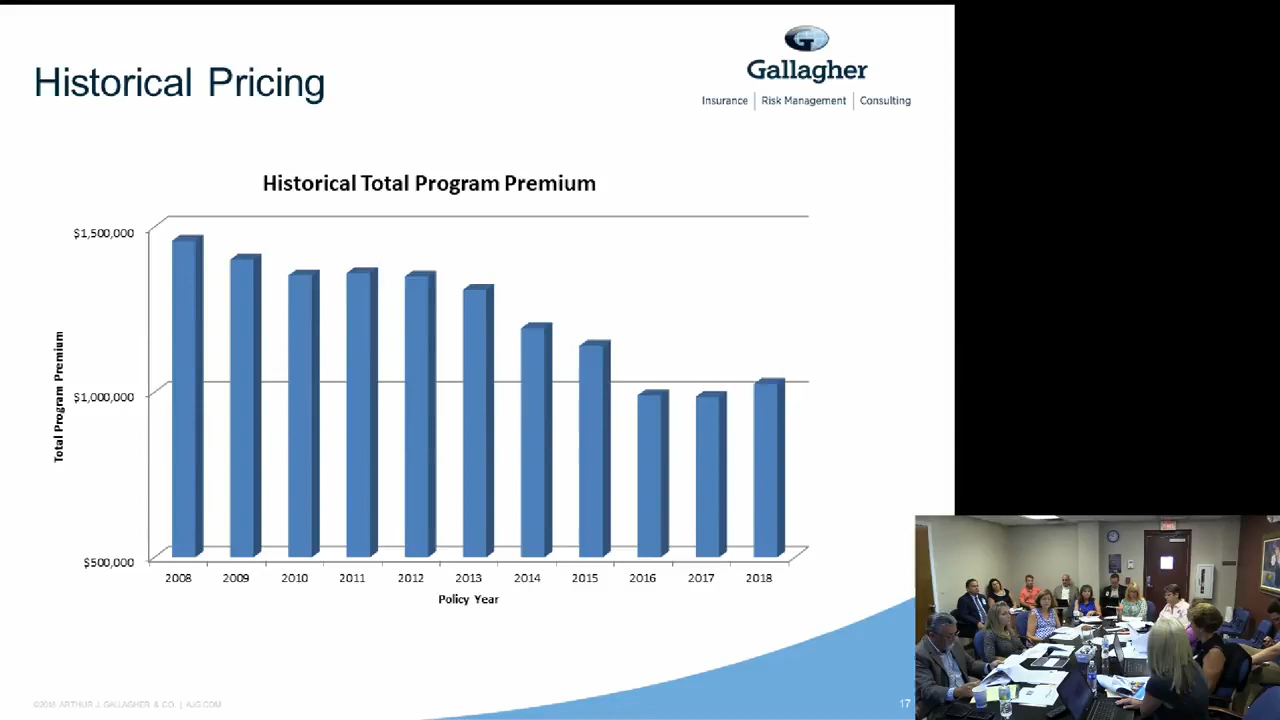 Historical Pricing
Gallagher
Insurance | Risk Management | Consulting
Historical Total Program Premium
Total Program Premium
$1,500,000
$1,000,000
$500,000
2008 2009 2010 2011 2012 2013 2014 2015 2016 2017 2018
Policy Year
ARTHUR J. GALLAGHER & CO. | AJG.COM
17